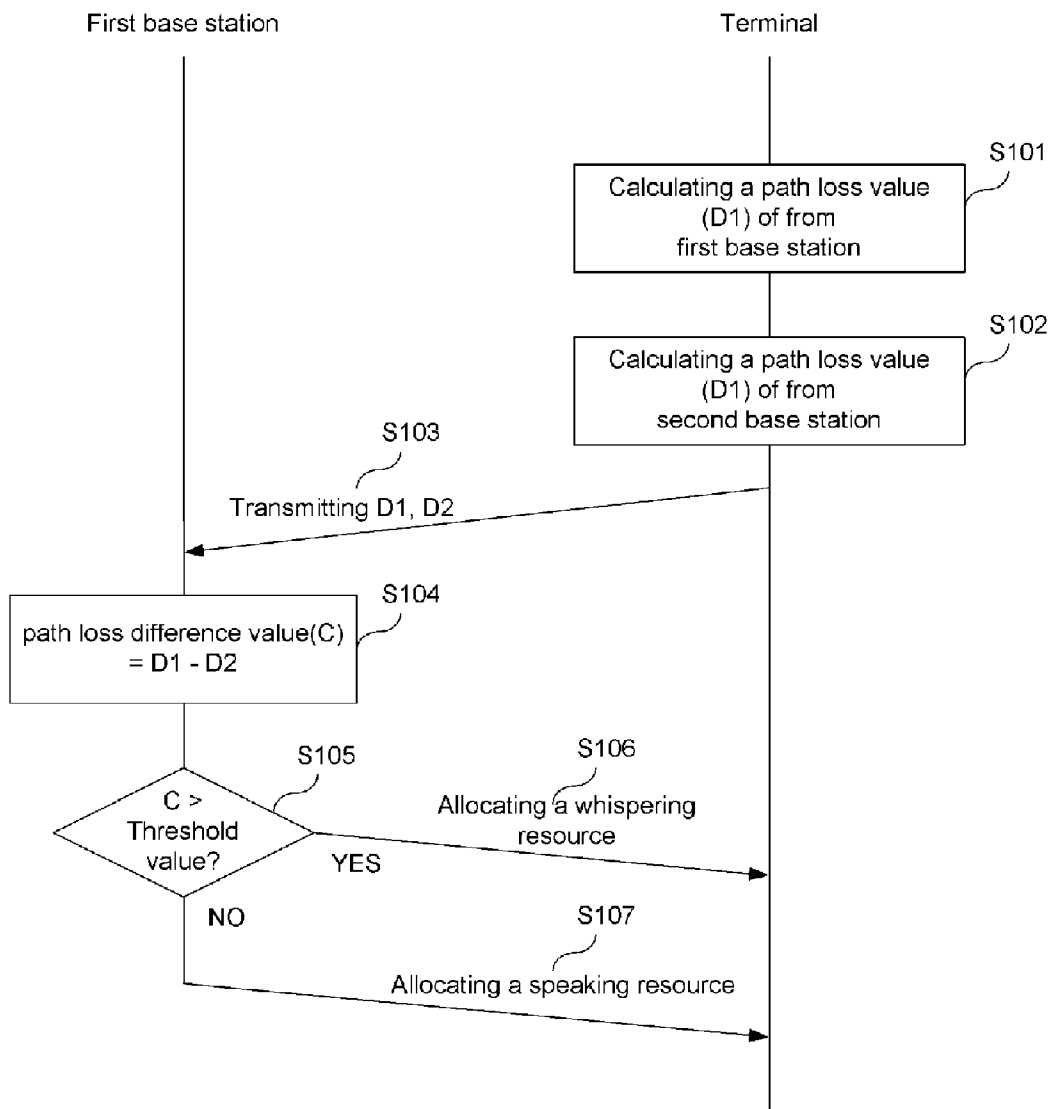 First base station
Terminal
S101
Calculating a path loss value
(D1) of from
first base station
S102
Calculating a path loss value
(D1) of from
second base station
S103
Transmitting D1, D2
S104
path loss difference value(C)
= D1 - D2
S105
C >
Threshold
value?
YES
NO
S106
Allocating a whispering
resource
S107
Allocating a speaking resource